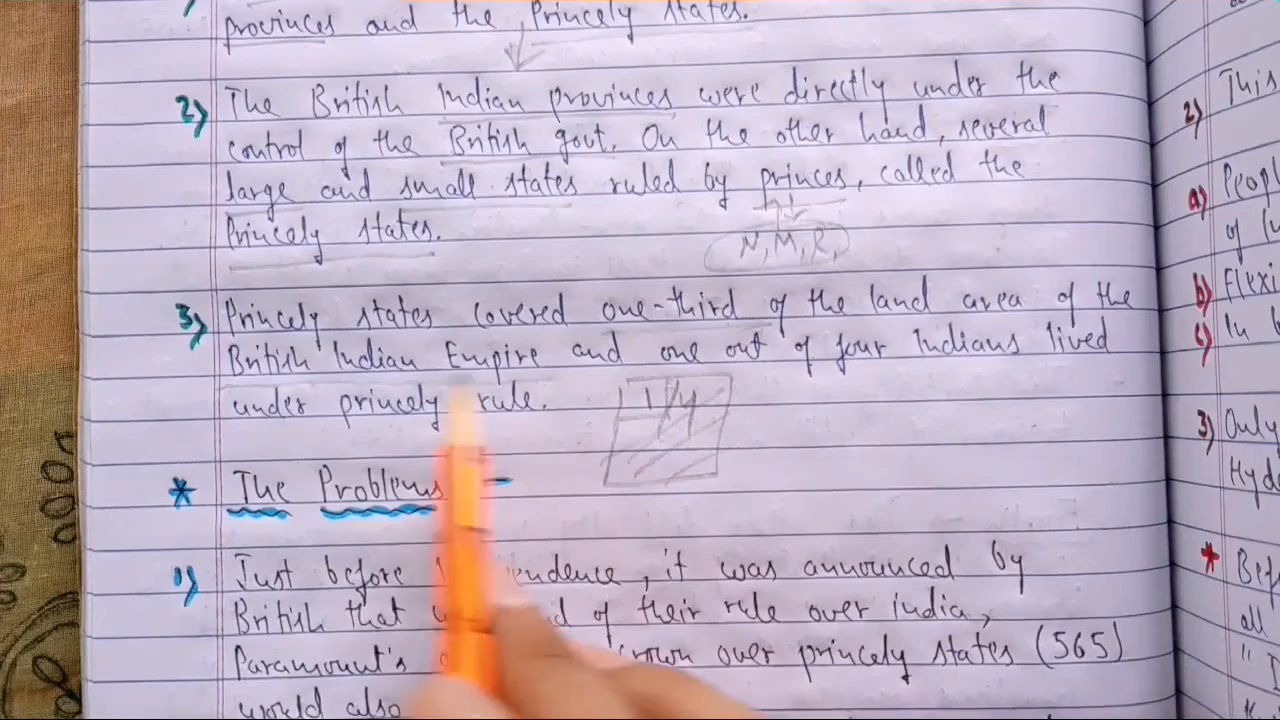 provinces and the Princely states.
2) The British Indian provinces were directly under the
control of the British govt. On the other hand, several
large and small states ruled by princes, called the
Princely states.
N, M, R,
3) Princely states covered one-third of the land area of the
British Indian Empire and one out of four Indians lived
under princely rule.
1/4
* The Problems -
1) Just before endence, it was announced by
British that of their rule over india,
Paramount's crown over princely states (565)
would also
2) This
a)
of
b) Flexi
c) In
3) Only
Hyde
* Bef
all